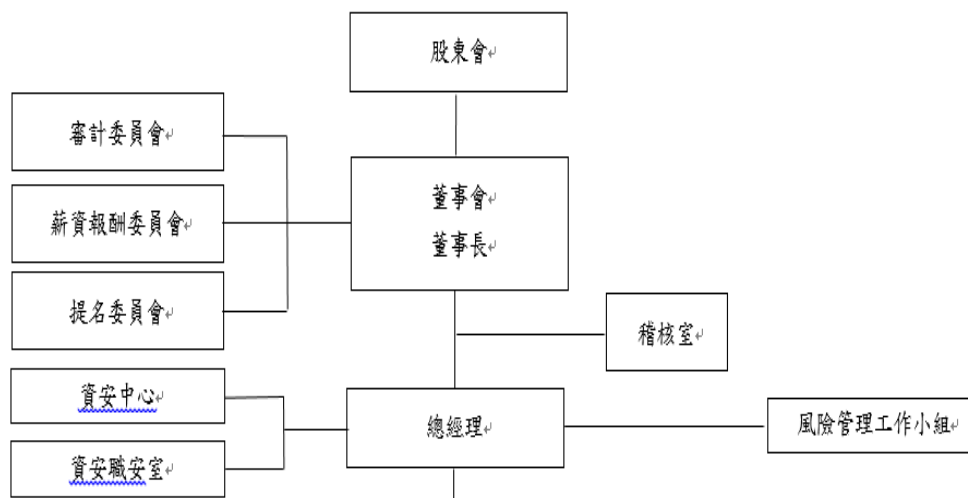 股東會
審計委員會
董事會
董事長
薪資報酬委員會
提名委員會
稽核室
資安中心
總經理
風險管理工作小組
資安職安室